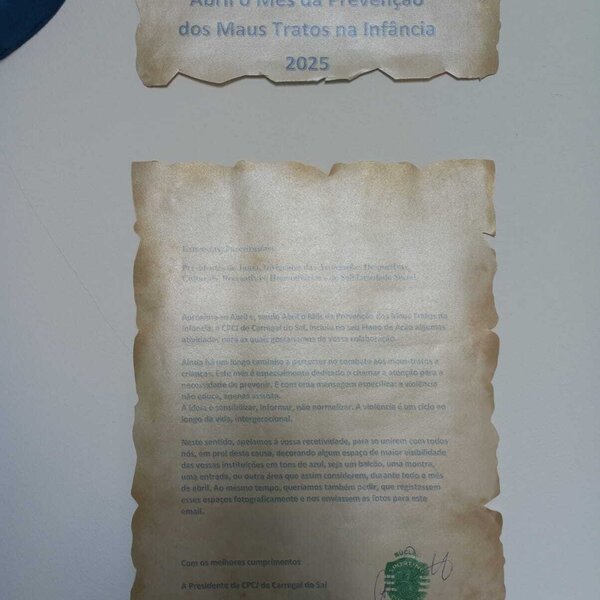 Abril o Mês da Prevenção
dos Maus Tratos na Infância
2025
Presidentes de Junta,
Culturais, Recreativas,
Aproxima-se Abril e, sendo Abril o Mês da Prevenção dos Maus Tratos na
Infância, a CPCJ de Carregal do Sal, incluiu no seu Plano de Ação algumas
atividades para as quais gostaríamos da vossa colaboração.
Ainda há um longo caminho a percorrer no combate aos maus-tratos a
crianças. Este mês é especialmente dedicado a chamar a atenção para a
necessidade de prevenir. E com uma mensagem específica: a violência
não educa, apenas assusta.
A ideia é sensibilizar, informar, não normalizar. A violência é um ciclo ao
longo da vida, intergeracional.
Neste sentido, apelamos à vossa recetividade, para se unirem com todos
nós, em prol desta causa, decorando algum espaço de maior visibilidade
das vossas instituições em tons de azul, seja um balcão, uma montra,
uma entrada, ou outra área que assim considerem, durante todo o mês
de abril. Ao mesmo tempo, queríamos também pedir, que registassem
esses espaços fotograficamente e nos enviassem as fotos para este
email.
Com os melhores cumprimentos
A Presidente da CPCJ de Carregal do Sal